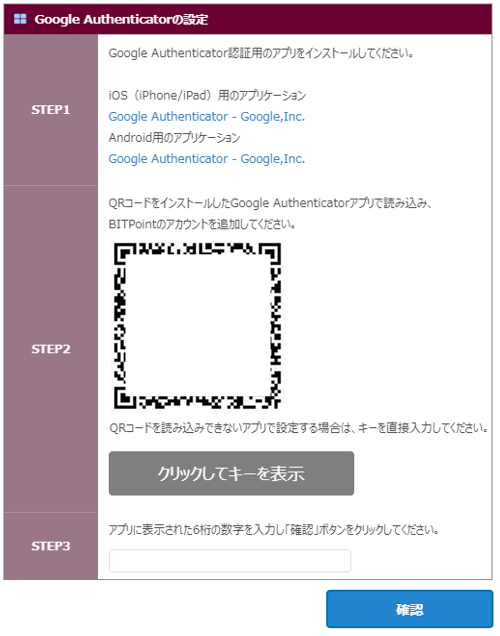 Google Authenticatorの設定
STEP1
Google Authenticator認証用のアプリをインストールしてください。
iOS（iPhone/iPad）用のアプリケーション
Google Authenticator - Google,Inc.
Android用のアプリケーション
Google Authenticator - Google,Inc.
STEP2
QRコードをインストールしたGoogle Authenticatorアプリで読み込み、
BITPointのアカウントを追加してください。
QRコードを読み込みできないアプリで設定する場合は、キーを直接入力してください。
クリックしてキーを表示
STEP3
アプリに表示された6桁の数字を入力し「確認」ボタンをクリックしてください。
確認